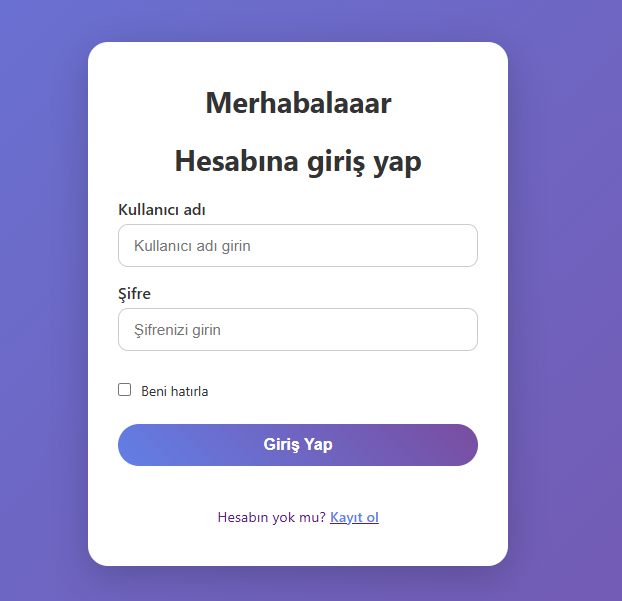 Merhabalaaar
Hesabına giriş yap
Kullanıcı adı
Kullanıcı adı girin
Şifre
Şifrenizi girin
Beni hatırla
Giriş Yap
Hesabın yok mu? Kayıt ol